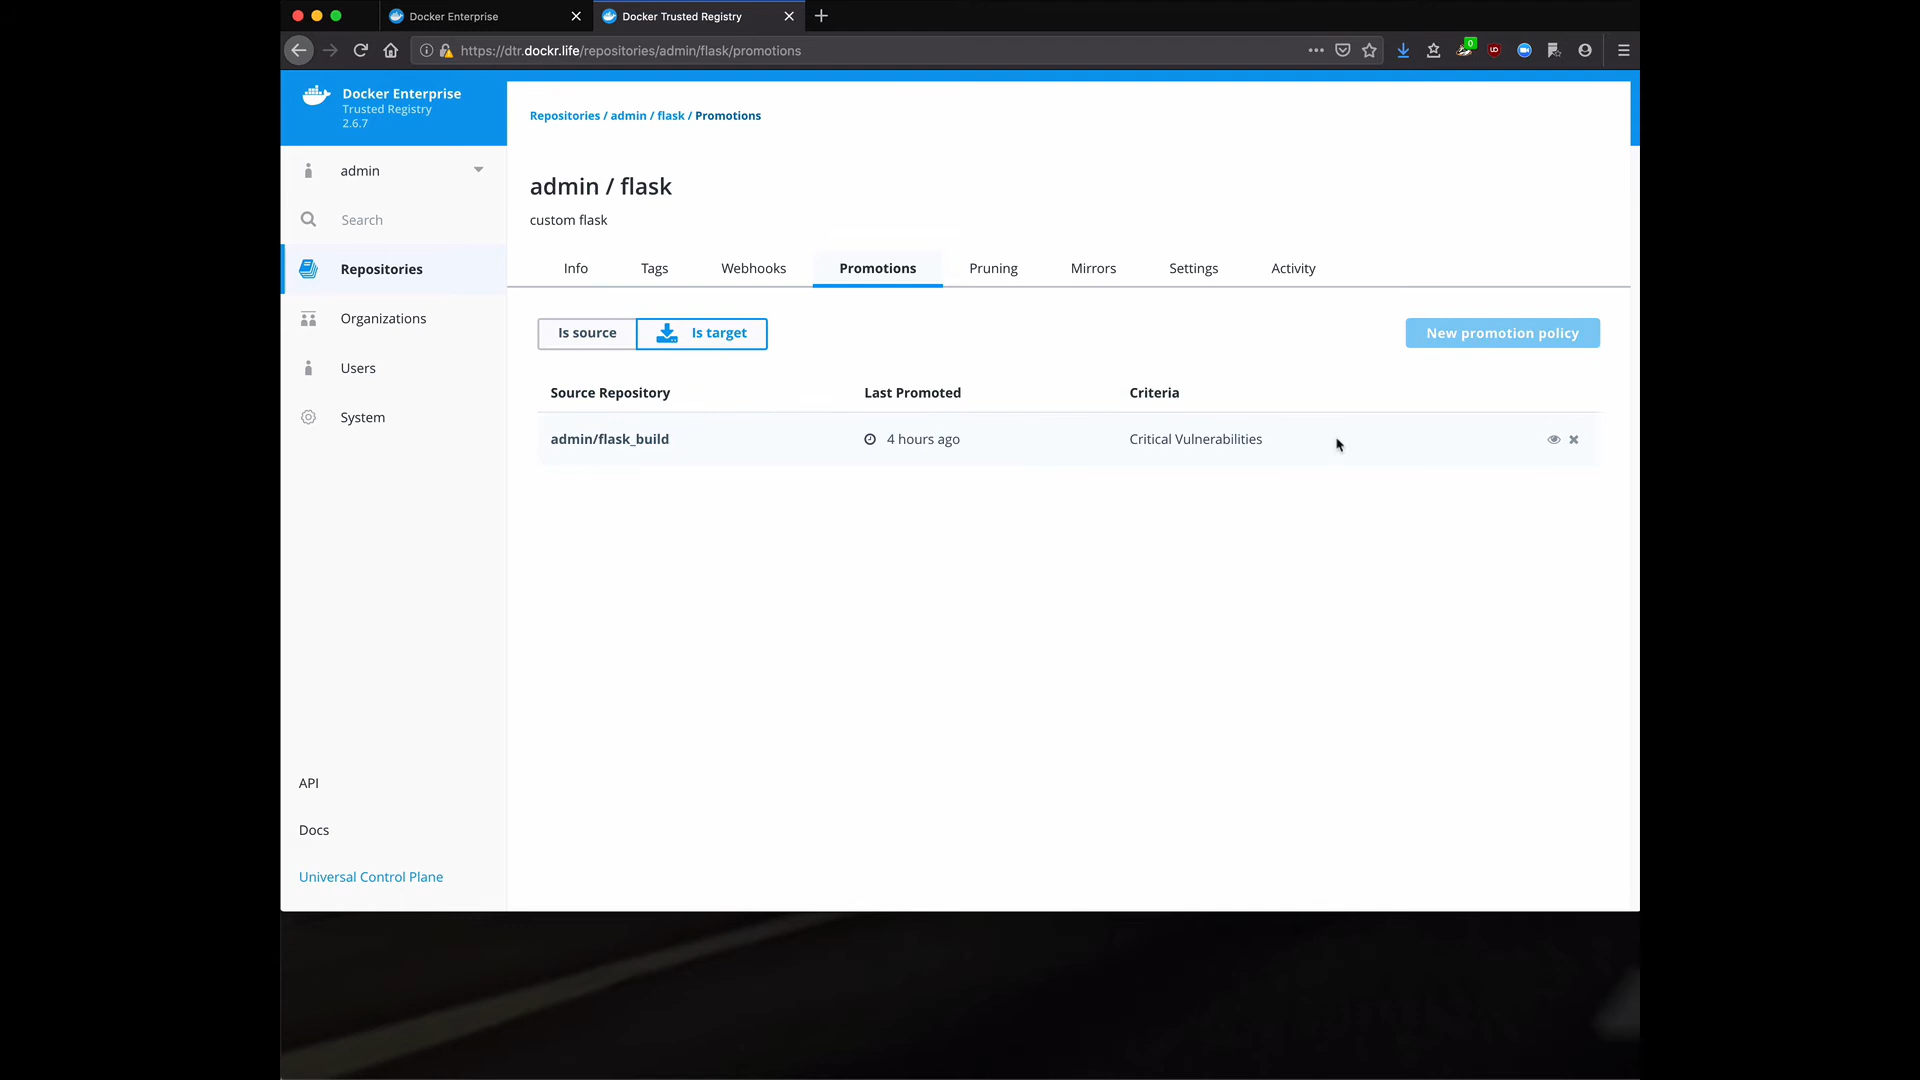 Docker Enterprise
Docker Trusted Registry
https://dtr.dockr.life/repositories/admin/flask/promotions
0
Docker Enterprise
Trusted Registry
2.6.7
admin
Search
Repositories
Organizations
Users
System
API
Docs
Universal Control Plane
Repositories / admin / flask / Promotions
admin / flask
custom flask
Info Tags Webhooks Promotions Pruning Mirrors Settings Activity
Is source Is target New promotion policy
Source Repository Last Promoted Criteria
admin/flask_build 4 hours ago Critical Vulnerabilities